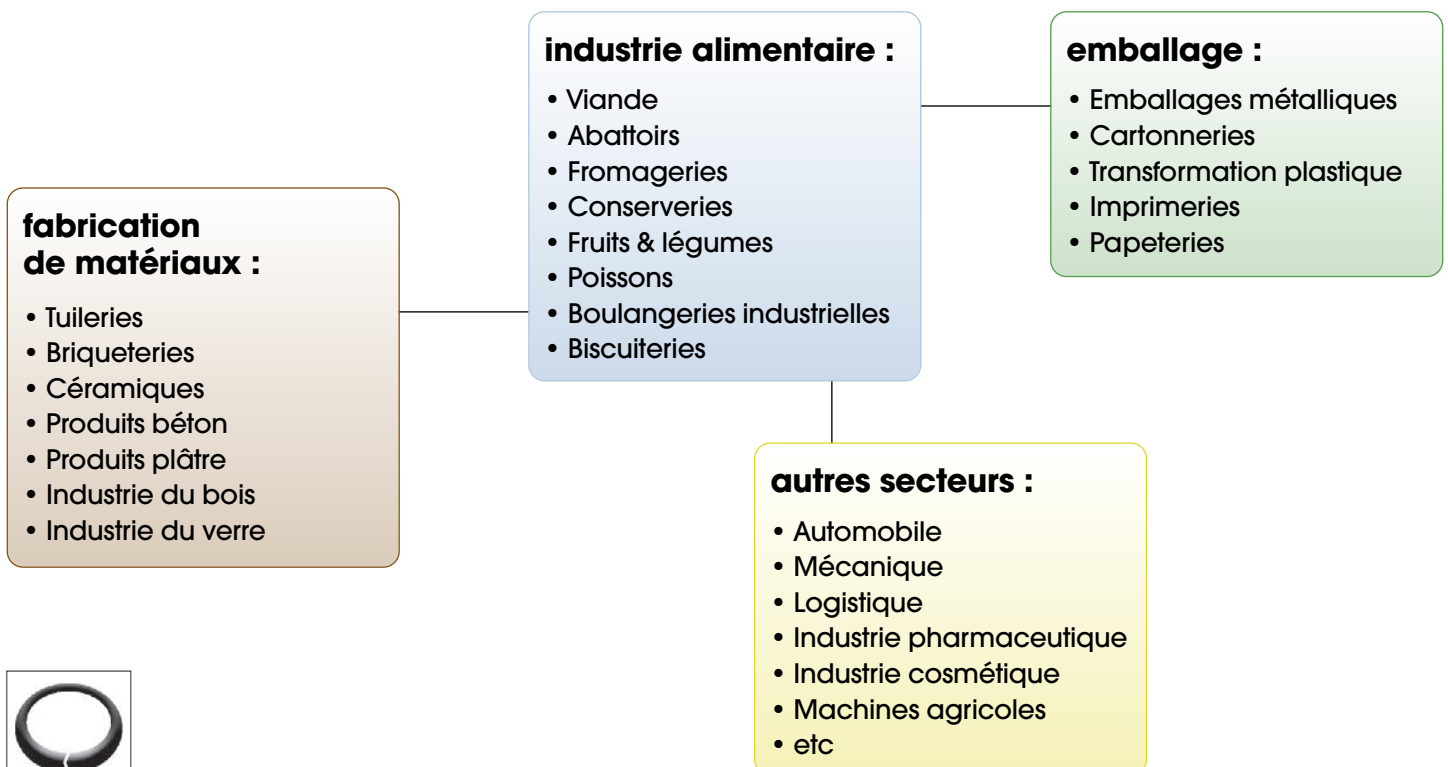 fabrication
de matériaux :
• Tuileries
• Briqueteries
• Céramiques
• Produits béton
• Produits plâtre
• Industrie du bois
• Industrie du verre
industrie alimentaire :
• Viande
• Abattoirs
• Fromageries
• Conserveries
• Fruits & légumes
• Poissons
• Boulangeries industrielles
• Biscuiteries
emballage :
• Emballages métalliques
• Cartonneries
• Transformation plastique
• Imprimeries
• Papeteries
autres secteurs :
• Automobile
• Mécanique
• Logistique
• Industrie pharmaceutique
• Industrie cosmétique
• Machines agricoles
• etc